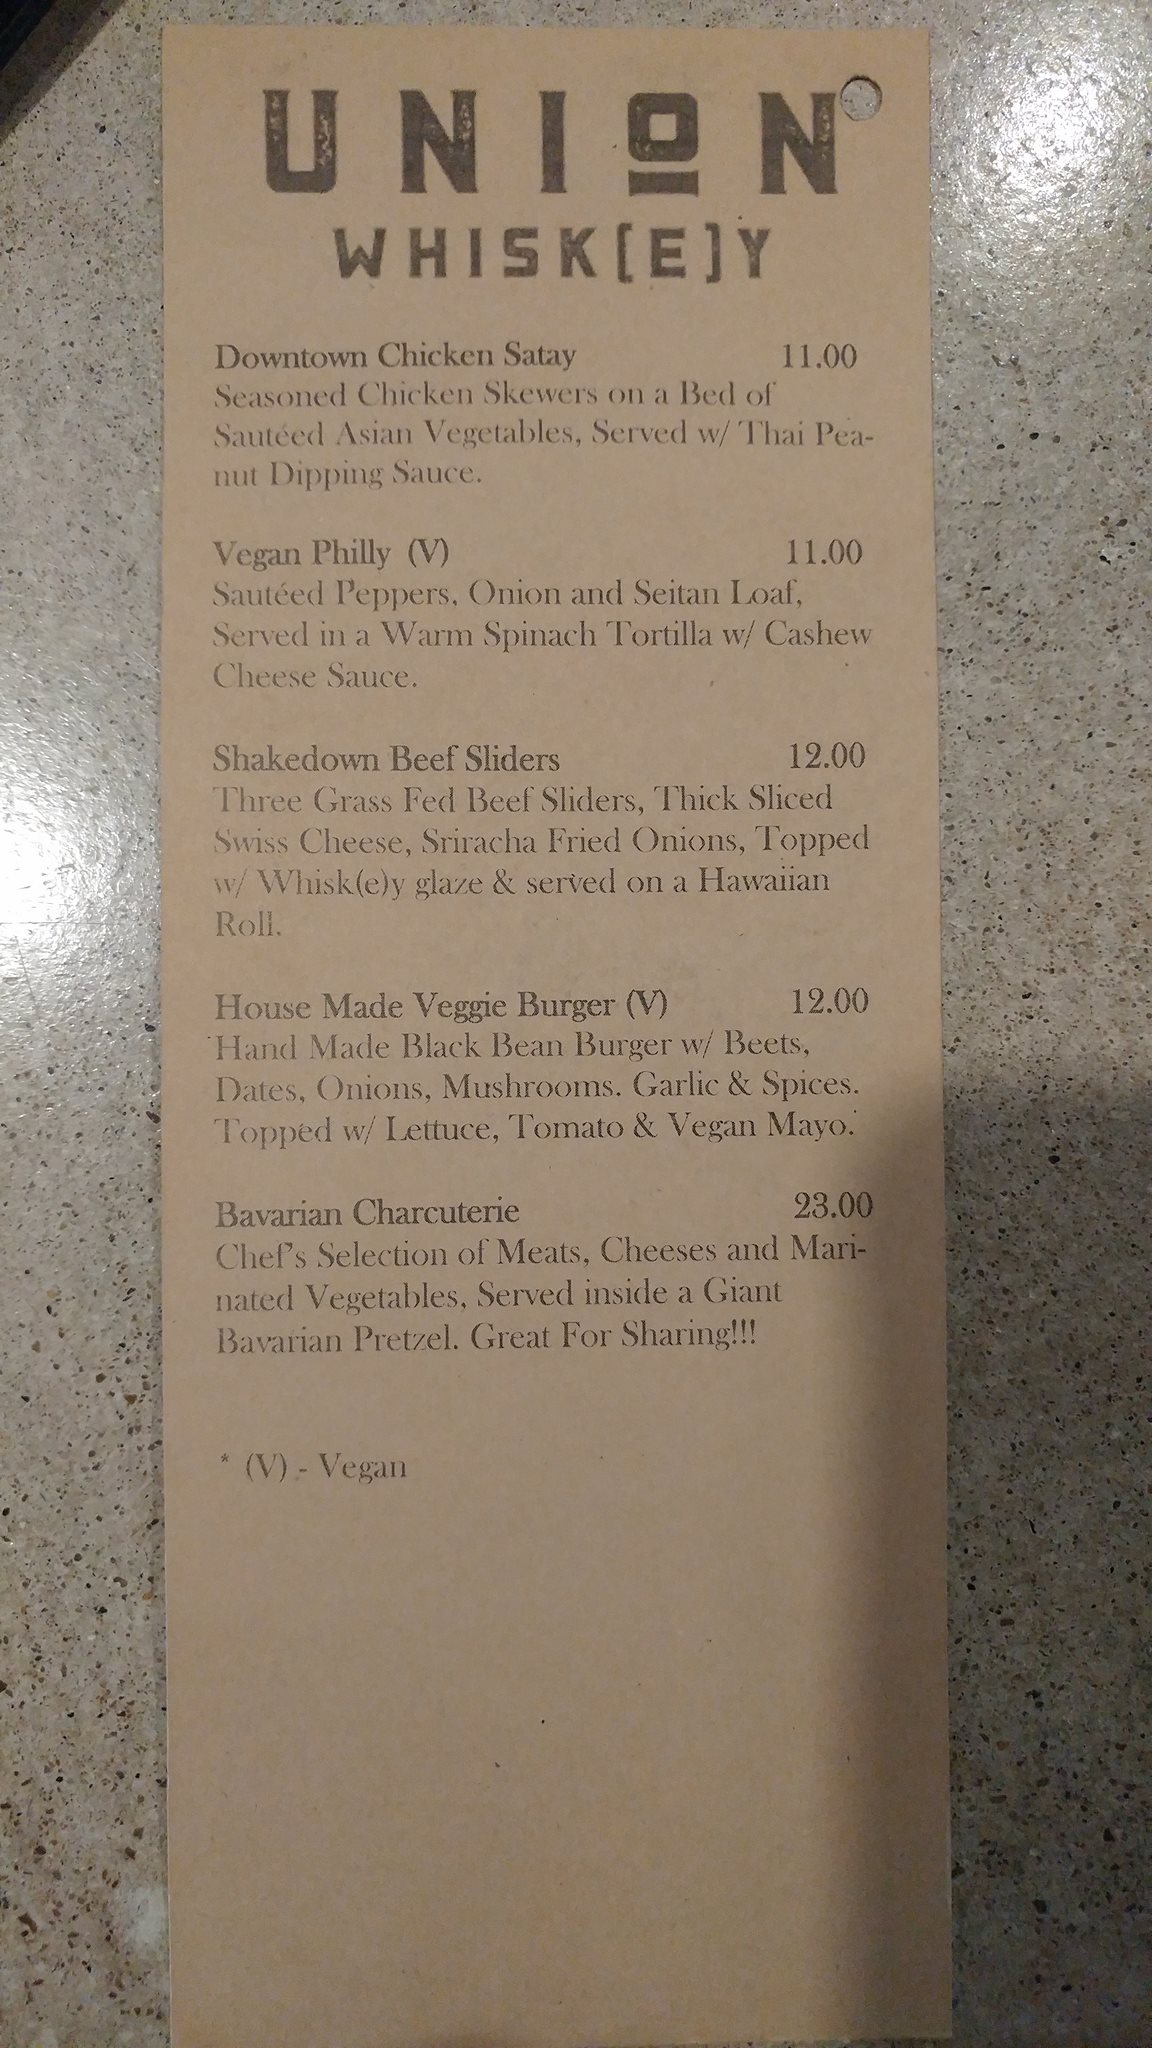 UNION
WHISK[E]Y
Downtown Chicken Satay 11.00
Seasoned Chicken Skewers on a Bed of
Sautéed Asian Vegetables, Served w/ Thai Pea-
nut Dipping Sauce.
Vegan Philly (V) 11.00
Sautéed Peppers, Onion and Seitan Loaf,
Served in a Warm Spinach Tortilla w/ Cashew
Cheese Sauce.
Shakedown Beef Sliders 12.00
Three Grass Fed Beef Sliders, Thick Sliced
Swiss Cheese, Sriracha Fried Onions, Topped
w/ Whisk(e)y glaze & served on a Hawaiian
Roll.
House Made Veggie Burger (V) 12.00
Hand Made Black Bean Burger w/ Beets,
Dates, Onions, Mushrooms. Garlic & Spices.
Topped w/ Lettuce, Tomato & Vegan Mayo.
Bavarian Charcuterie 23.00
Chef's Selection of Meats, Cheeses and Mari-
nated Vegetables, Served inside a Giant
Bavarian Pretzel. Great For Sharing!!!
* (V) - Vegan